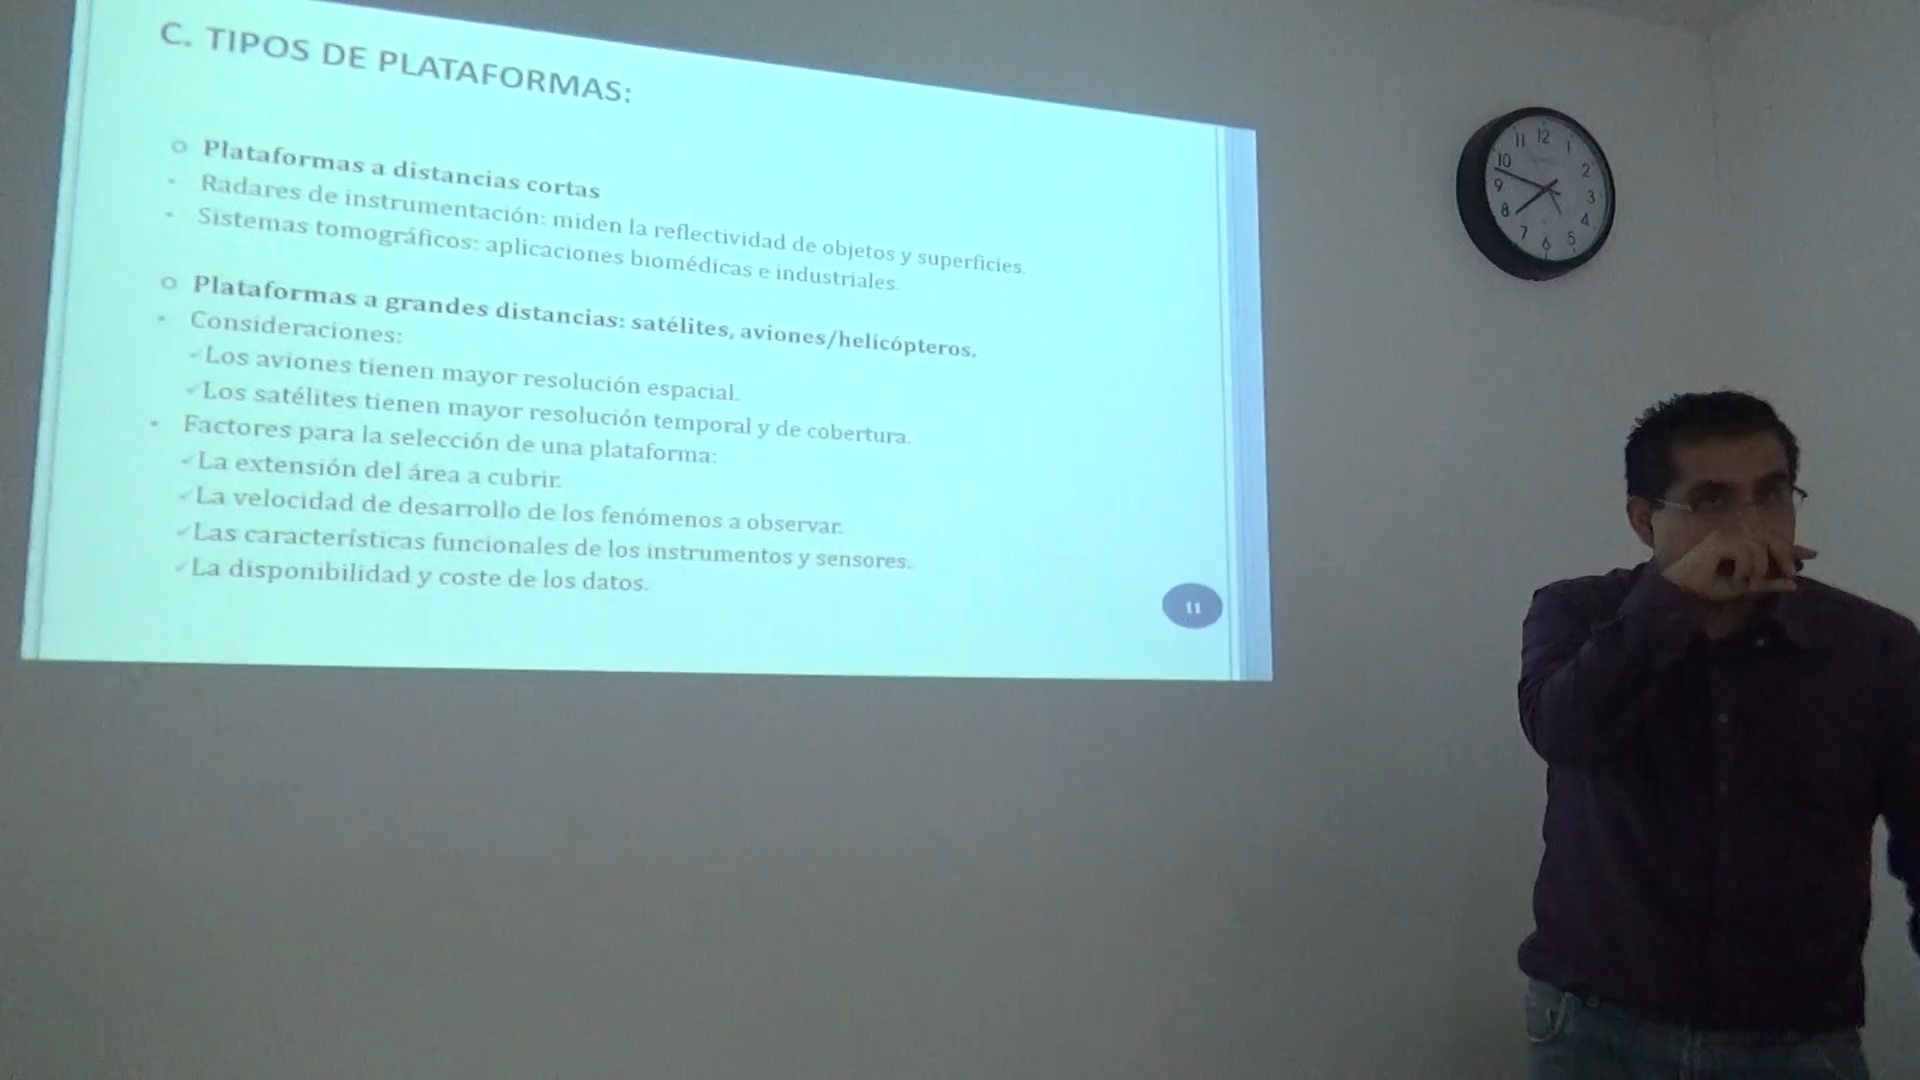 C. TIPOS DE PLATAFORMAS:
Plataformas a distancias cortas
Radares de instrumentación: miden la reflectividad de objetos y superficies.
Sistemas tomográficos: aplicaciones biomédicas e industriales.
Plataformas a grandes distancias: satélites, aviones/helicópteros.
Consideraciones:
Los aviones tienen mayor resolución espacial.
Los satélites tienen mayor resolución temporal y de cobertura.
Factores para la selección de una plataforma:
La extensión del área a cubrir.
La velocidad de desarrollo de los fenómenos a observar.
Las características funcionales de los instrumentos y sensores.
La disponibilidad y coste de los datos.
11
12
1
2
3
4
5
6
7
8
9
10
11